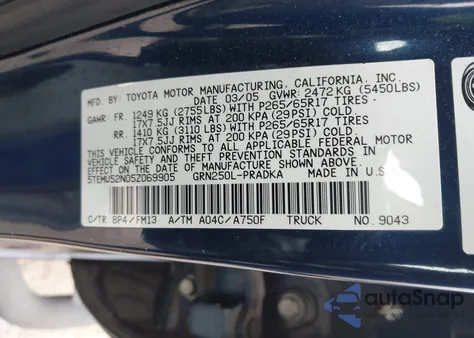 MFD. BY: TOYOTA MOTOR MANUFACTURING, CALIFORNIA, INC.
DATE 03/05 GVWR: 2472 KG (5450LBS)
GAWR: FR. 1249 KG (2755LBS) WITH P265/65R17 TIRES
17X7.5JJ RIMS AT 200 KPA (29PSI) COLD
RR. 1410 KG (3110LBS) WITH P265/65R17 TIRES
17X7.5JJ RIMS AT 200 KPA (29PSI) COLD
THIS VEHICLE CONFORMS TO ALL APPLICABLE FEDERAL MOTOR
VEHICLE SAFETY AND THEFT PREVENTION STANDARDS IN
EFFECT ON THE DATE OF MANUFACTURE SHOWN ABOVE.
5TEMU52N05Z069905 GRN250L-PRADKA MADE IN U.S.A.
C/TR 8P4/FM13 A/TM A04C/A750F TRUCK NO. 9043
autoSnap